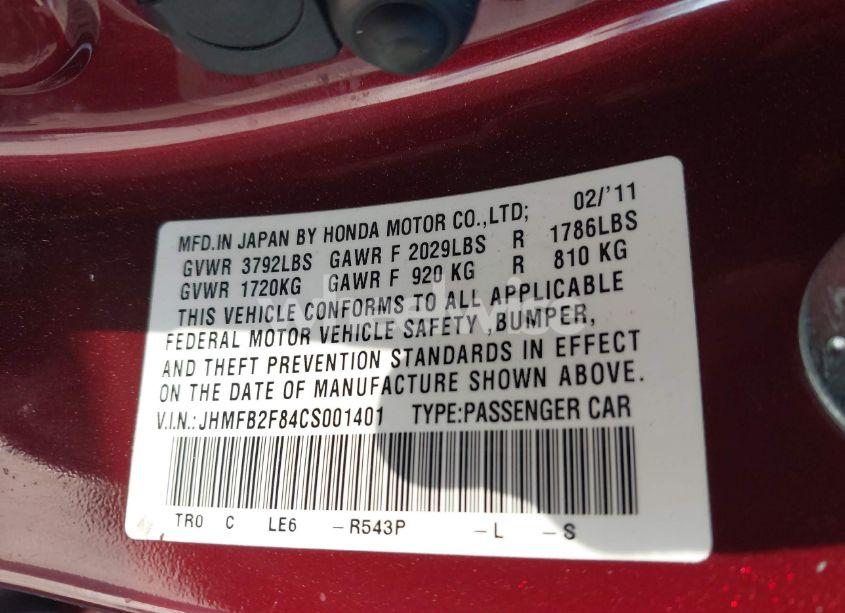 MFD.IN JAPAN BY HONDA MOTOR CO.,LTD; 02/'11
GVWR 3792LBS GAWR F 2029LBS R 1786LBS
GVWR 1720KG GAWR F 920 KG R 810 KG
THIS VEHICLE CONFORMS TO ALL APPLICABLE
FEDERAL MOTOR VEHICLE SAFETY ,BUMPER,
AND THEFT PREVENTION STANDARDS IN EFFECT
ON THE DATE OF MANUFACTURE SHOWN ABOVE.
V.I.N.:JHMFB2F84CS001401 TYPE:PASSENGER CAR
TR0 C LE6 -R543P -L -S